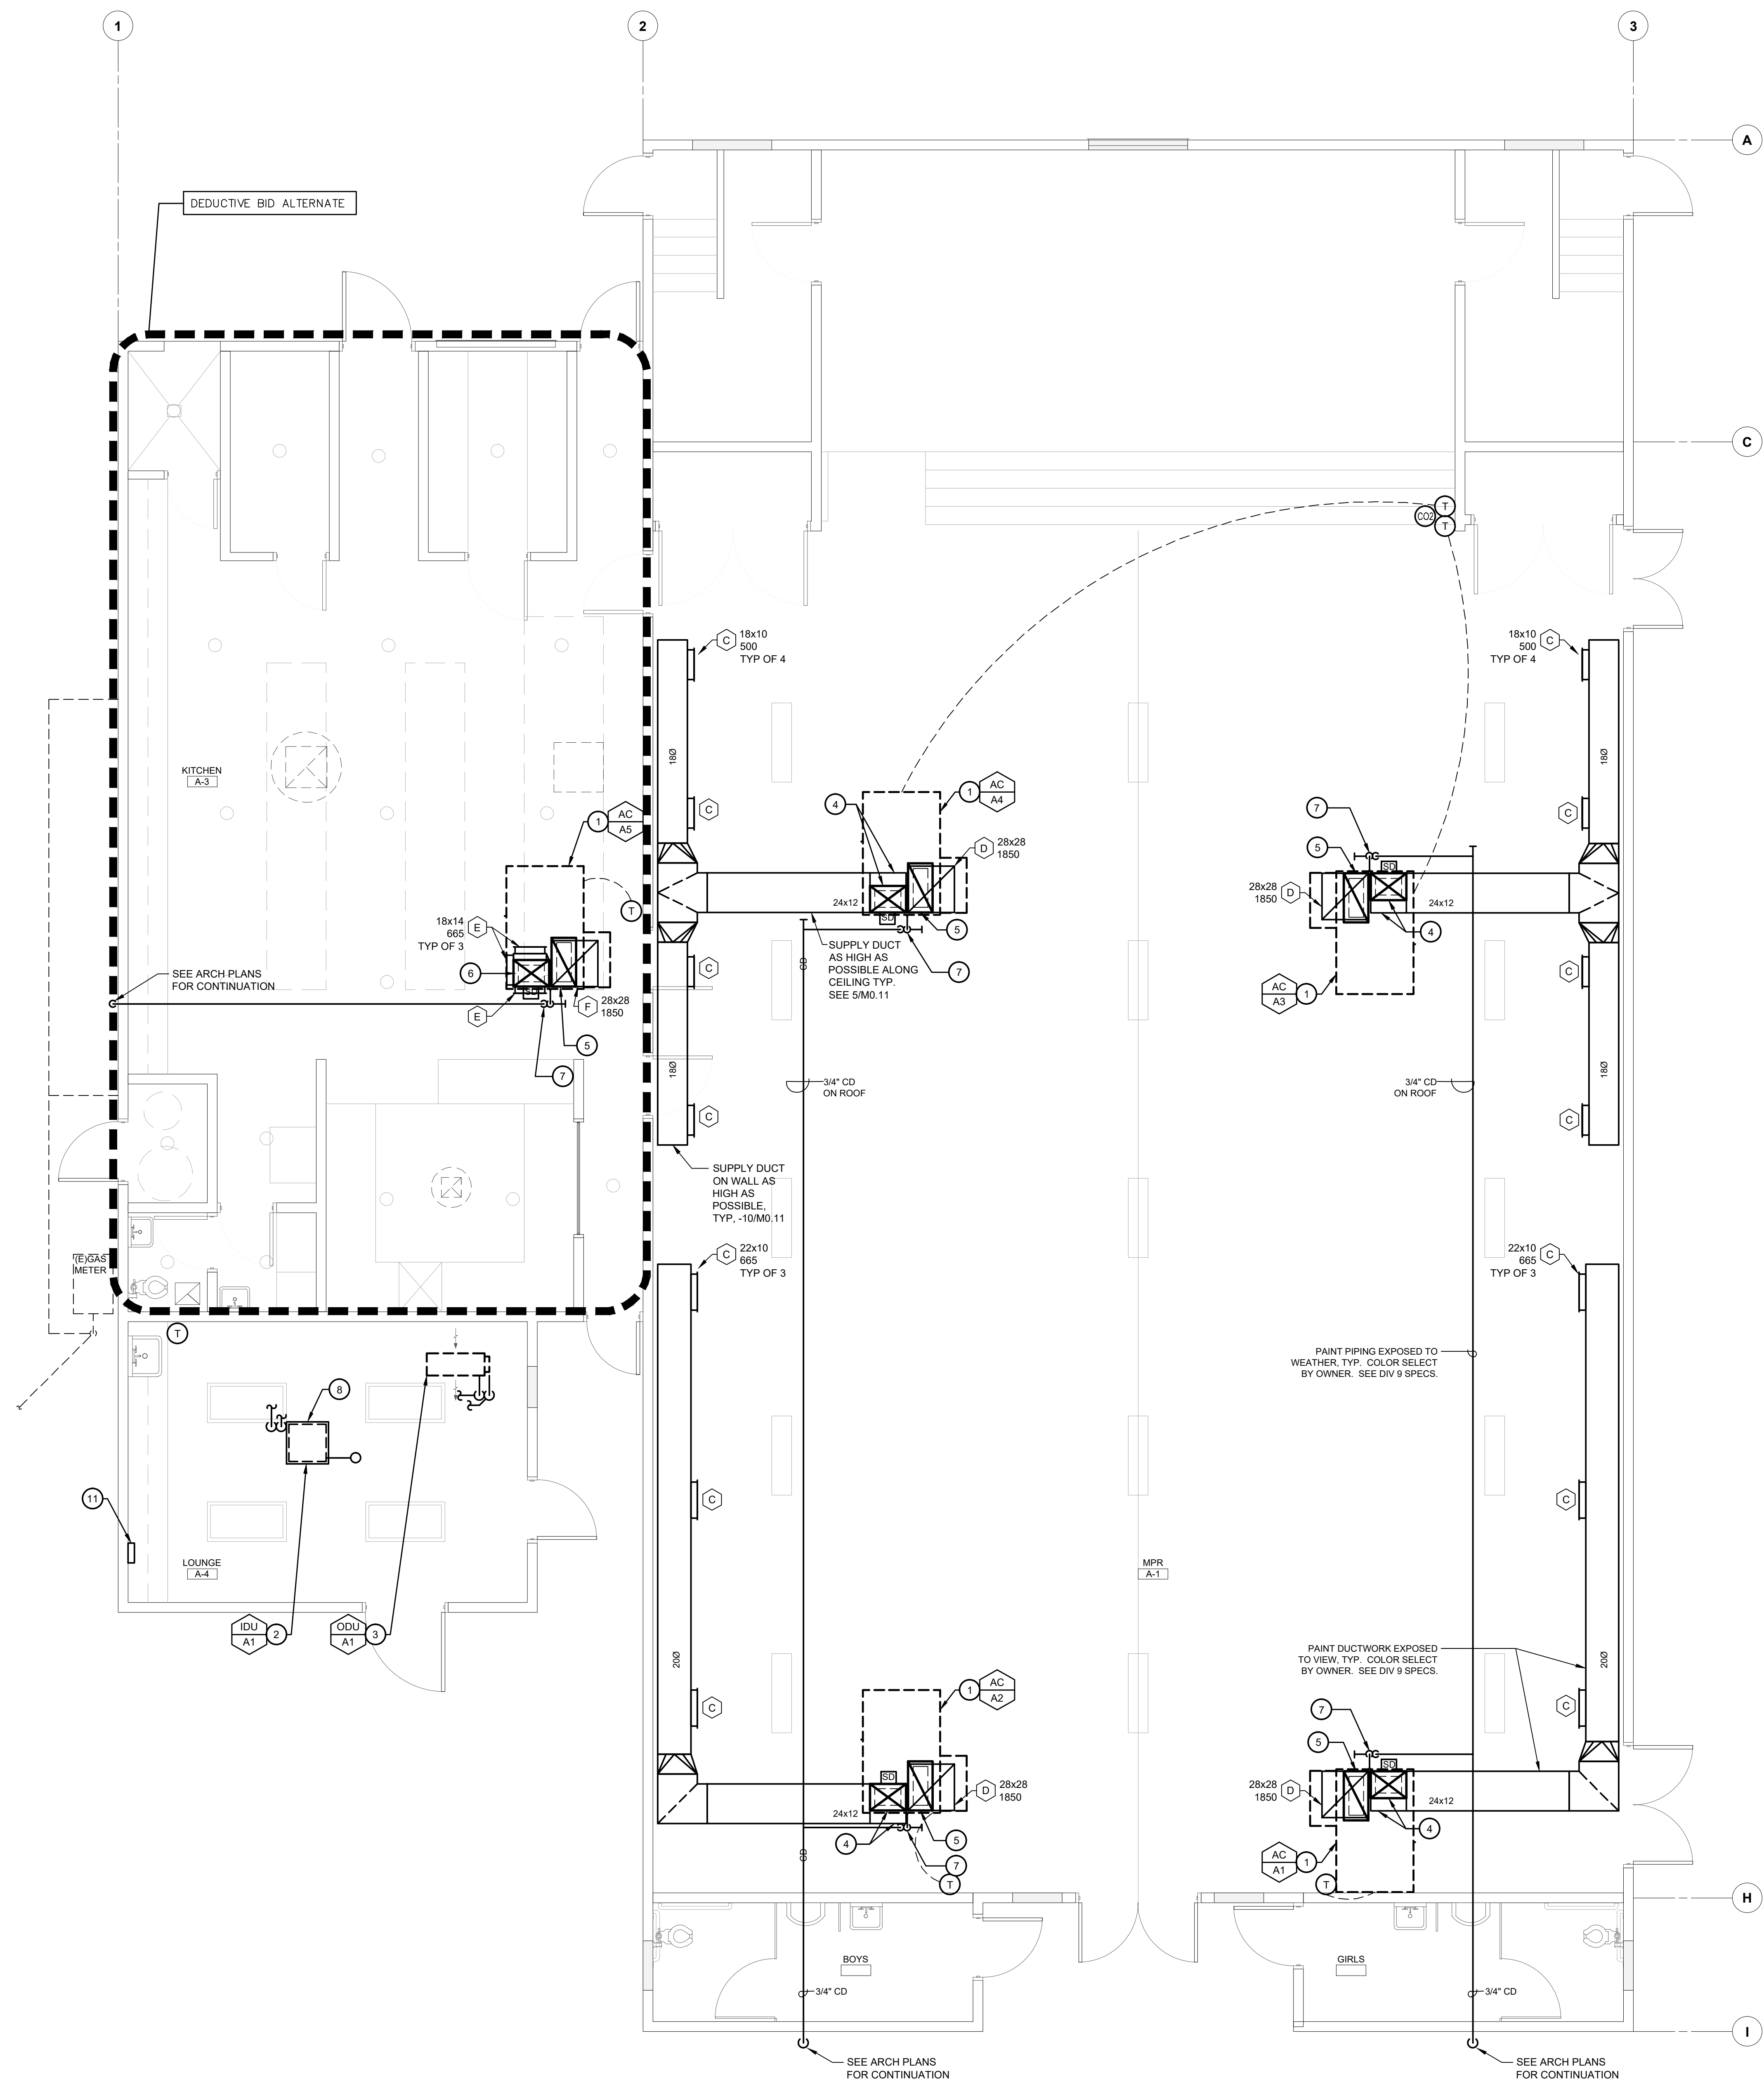 1
2
3
A
DEDUCTIVE BID ALTERNATE
C
T
CO2
T
C
18x10
500
TYP OF 4
18x10
500
TYP OF 4
C
18Ø
18Ø
KITCHEN
A-3
1
AC
A5
C
4
1
AC
A4
7
C
D
28x28
1850
5
SD
28x28
1850
D
24x12
24x12
SD
4
5
T
18x14
665
TYP OF 3
E
6
SD
E
F
28x28
1850
5
7
SEE ARCH PLANS
FOR CONTINUATION
C
CD
SUPPLY DUCT
AS HIGH AS
POSSIBLE ALONG
CEILING TYP.
SEE 5/M0.11
7
C
AC
A3
1
18Ø
18Ø
3/4" CD
ON ROOF
3/4" CD
ON ROOF
C
C
SUPPLY DUCT
ON WALL AS
HIGH AS
POSSIBLE,
TYP, -10/M0.11
(E)GAS
METER
C
22x10
665
TYP OF 3
22x10
665
TYP OF 3
C
T
8
PAINT PIPING EXPOSED TO
WEATHER, TYP. COLOR SELECT
BY OWNER. SEE DIV 9 SPECS.
11
C
C
LOUNGE
A-4
MPR
A-1
IDU
A1
2
ODU
A1
3
20Ø
20Ø
PAINT DUCTWORK EXPOSED
TO VIEW, TYP. COLOR SELECT
BY OWNER. SEE DIV 9 SPECS.
C
1
AC
A2
C
7
5
SD
SD
28x28
1850
D
D
28x28
1850
24x12
24x12
4
5
4
CD
7
T
AC
A1
1
T
H
BOYS
GIRLS
3/4" CD
3/4" CD
I
SEE ARCH PLANS
FOR CONTINUATION
SEE ARCH PLANS
FOR CONTINUATION